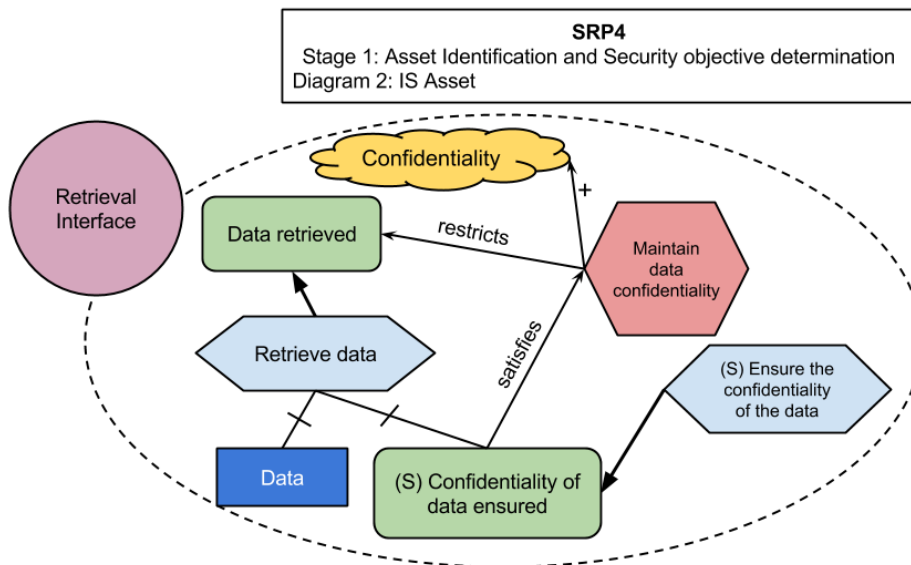 SRP4
Stage 1: Asset Identification and Security objective determination
Diagram 2: IS Asset
Confidentiality
+
Retrieval
Interface
Data retrieved
restricts
Maintain
data
confidentiality
Retrieve data
satisfies
(S) Ensure the
confidentiality
of the data
Data
(S) Confidentiality of
data ensured